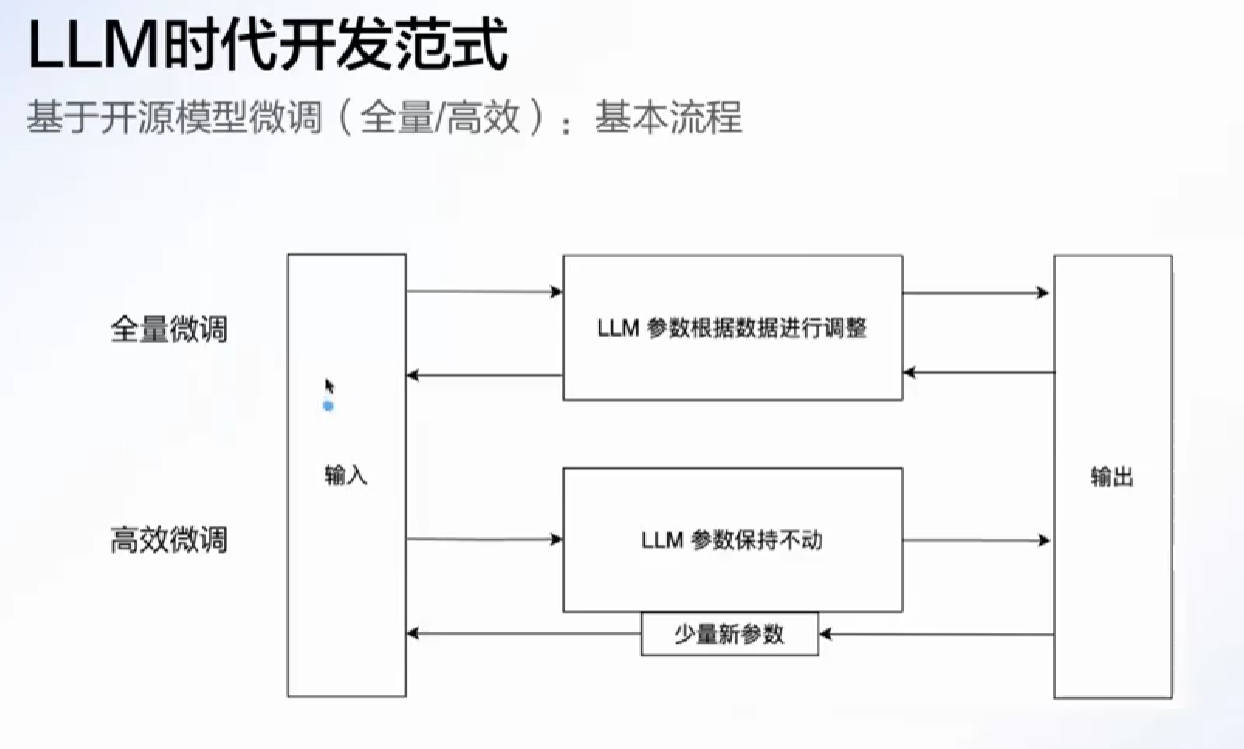 LLM时代开发范式
基于开源模型微调（全量/高效）：基本流程
全量微调
LLM 参数根据数据进行调整
输入
输出
高效微调
LLM 参数保持不动
少量新参数